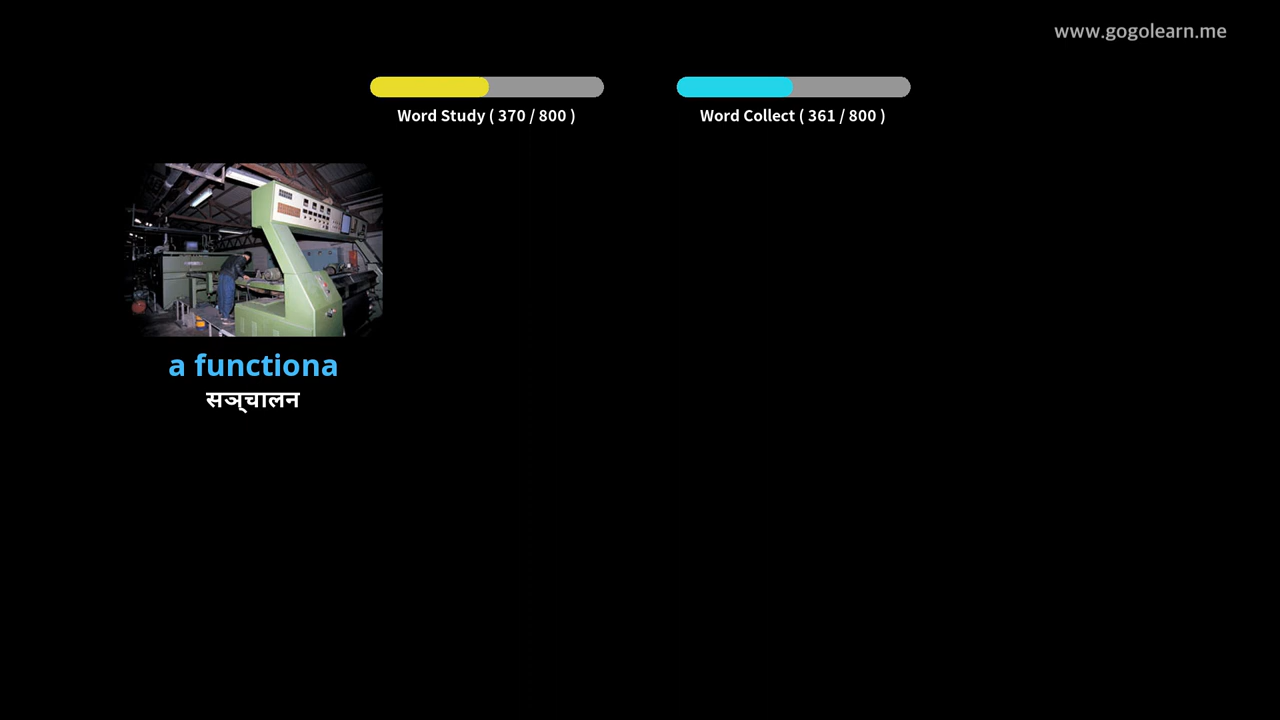 www.gogolearn.me
Word Study ( 370 / 800 )
Word Collect ( 361 / 800 )
a functiona
सञ्चालन